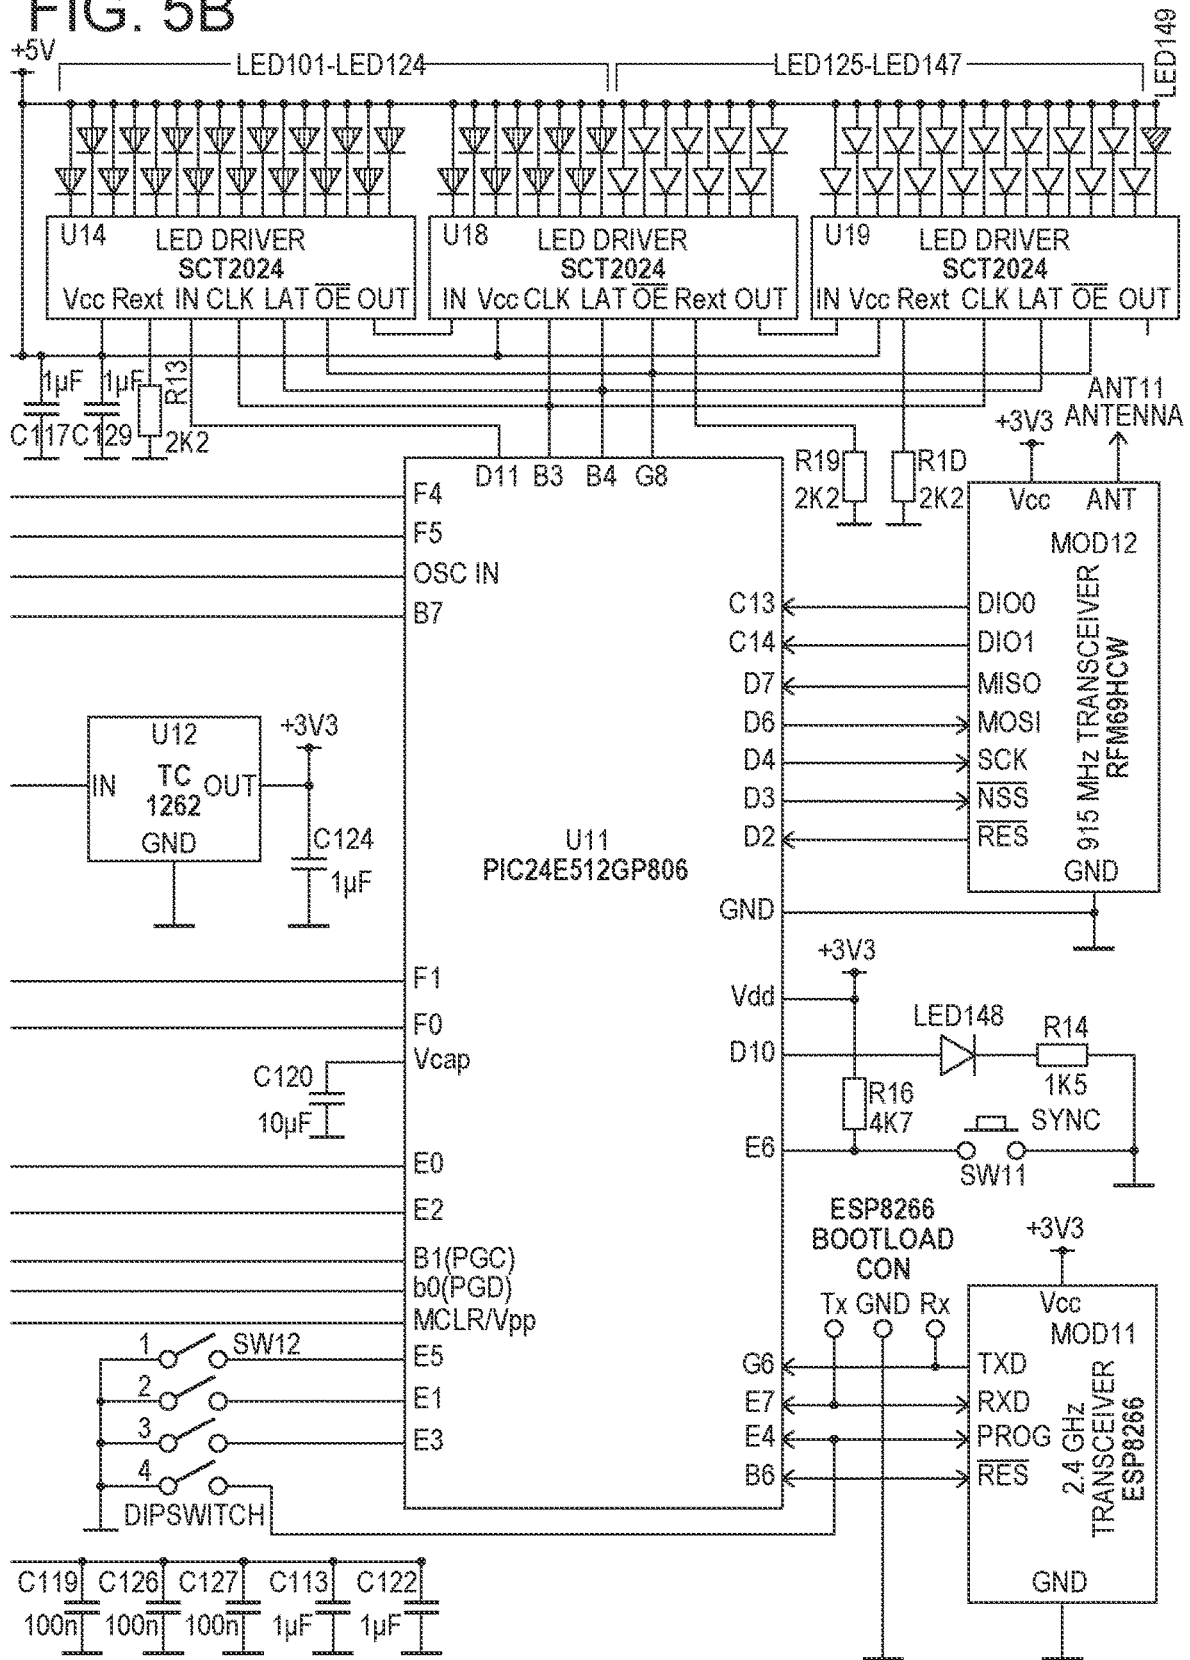 FIG. 5B
+5V
LED101-LED124
LED125-LED147
LED149
U14
LED DRIVER
SCT2024
Vcc Rext IN CLK LAT OE OUT
U18
LED DRIVER
SCT2024
IN Vcc CLK LAT OE Rext OUT
U19
LED DRIVER
SCT2024
IN Vcc Rext CLK LAT OE OUT
1µF
C117
1µF
C129
R13
2K2
D11 B3 B4 G8
R19
2K2
R1D
2K2
+3V3
ANT11
ANTENNA
Vcc
ANT
MOD12
915 MHz TRANSCEIVER
RFM69HCW
DIO0
DIO1
MISO
MOSI
SCK
NSS
RES
GND
F4
F5
OSC IN
B7
C13
C14
D7
D6
D4
D3
D2
GND
U12
TC
1262
IN
OUT
GND
+3V3
C124
1µF
U11
PIC24E512GP806
F1
F0
Vcap
C120
10µF
+3V3
Vdd
D10
LED148
R14
1K5
R16
4K7
SYNC
E6
SW11
E0
E2
B1(PGC)
b0(PGD)
MCLR/Vpp
E5
E1
E3
1
2
3
4
SW12
DIPSWITCH
ESP8266
BOOTLOAD
CON
Tx GND Rx
G6
E7
E4
B6
+3V3
Vcc
MOD11
2.4 GHz
TRANSCEIVER
ESP8266
TXD
RXD
PROG
RES
GND
C119
100n
C126
100n
C127
100n
C113
1µF
C122
1µF